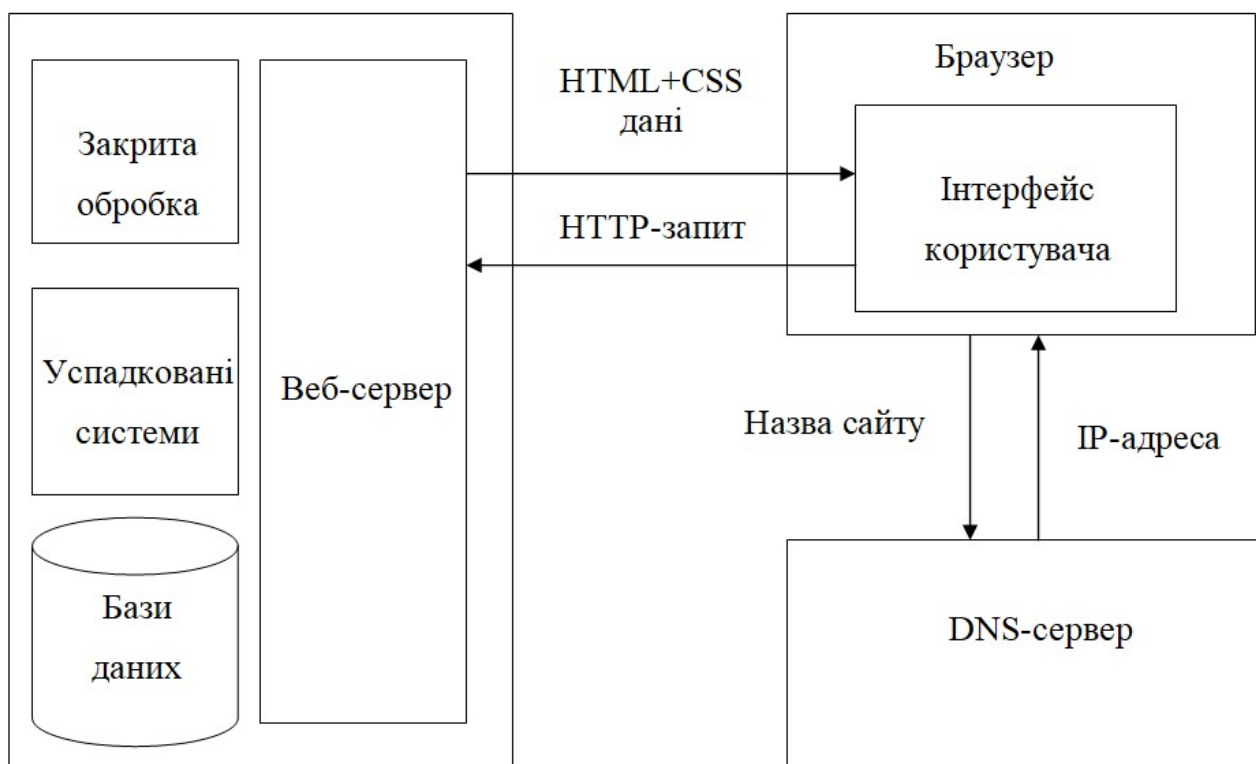 Закрита
обробка
Успадковані
системи
Бази
даних
Веб-сервер
HTML+CSS
дані
HTTP-запит
Браузер
Інтерфейс
користувача
Назва сайту
IP-адреса
DNS-сервер